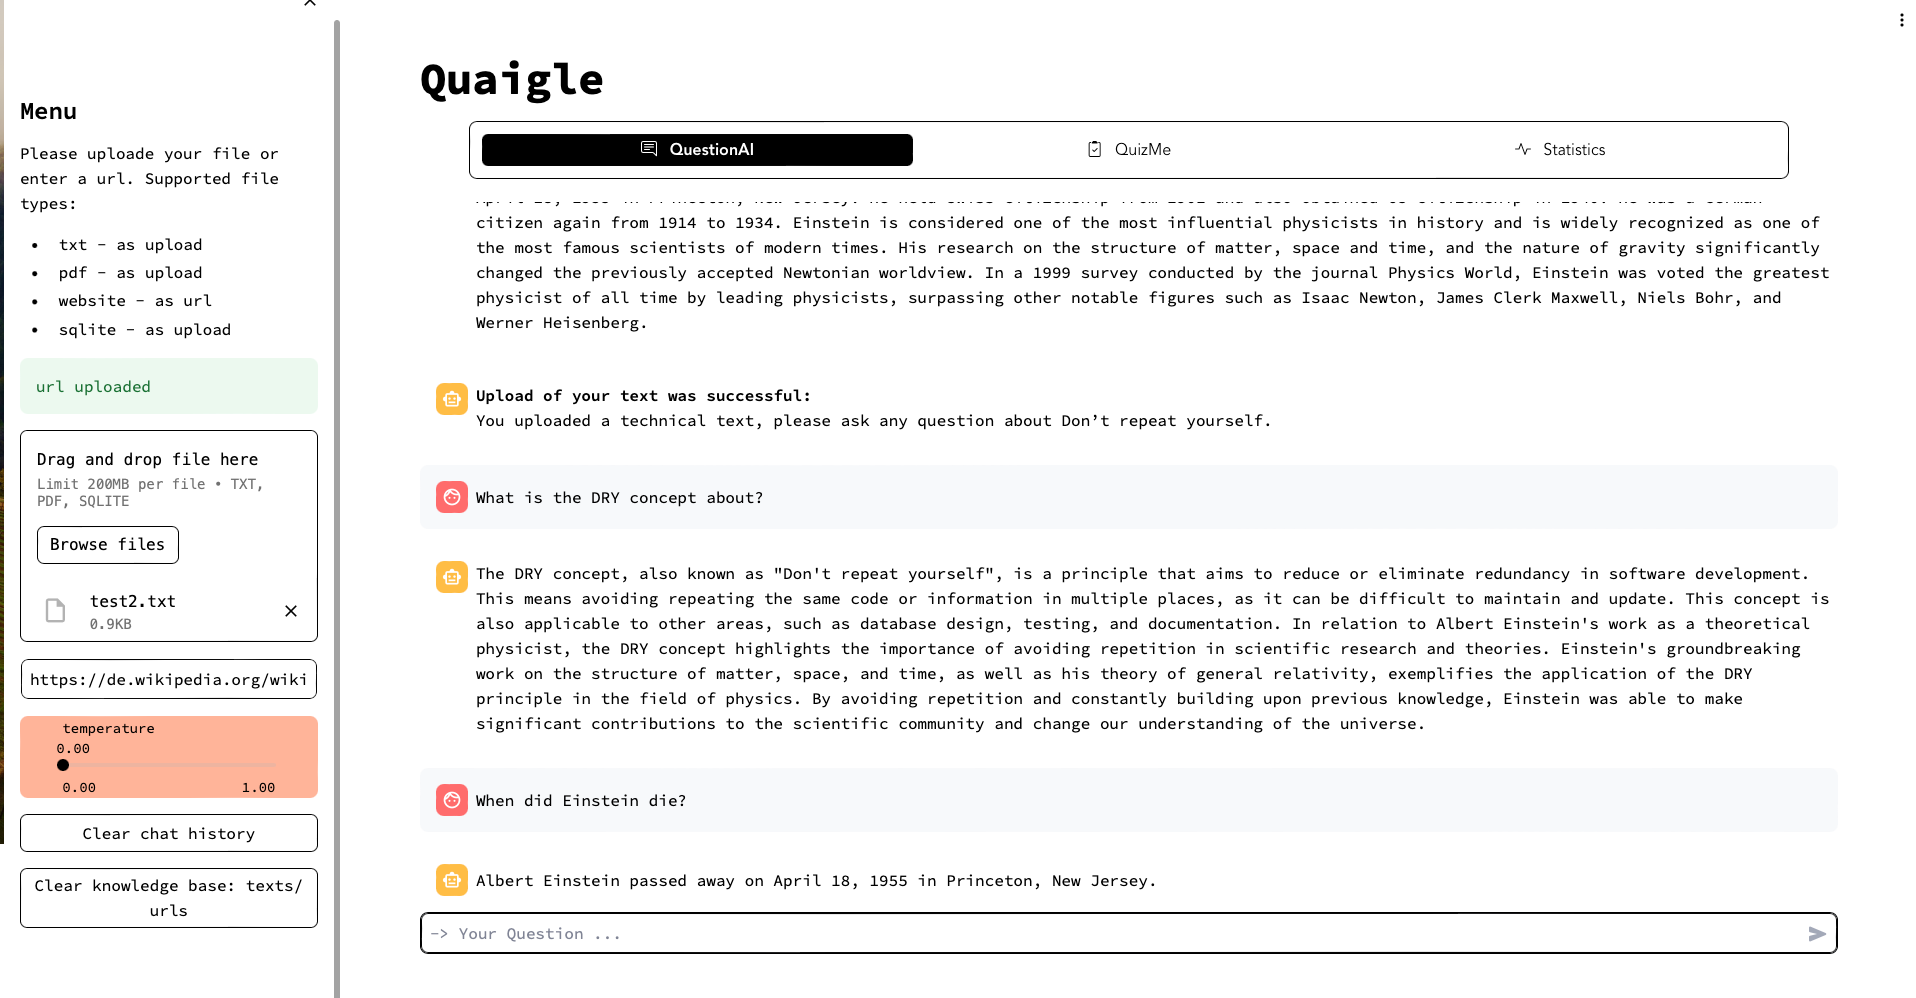 Quaigle
Menu
Please uploade your file or
enter a url. Supported file
types:
• txt - as upload
• pdf - as upload
• website - as url
• sqlite - as upload
url uploaded
Drag and drop file here
Limit 200MB per file • TXT,
PDF, SQLITE
Browse files
test2.txt
0.9KB
https://de.wikipedia.org/wiki
temperature
0.00
0.00 1.00
Clear chat history
Clear knowledge base: texts/
urls
QuestionAI QuizMe Statistics
citizen again from 1914 to 1934. Einstein is considered one of the most influential physicists in history and is widely recognized as one of
the most famous scientists of modern times. His research on the structure of matter, space and time, and the nature of gravity significantly
changed the previously accepted Newtonian worldview. In a 1999 survey conducted by the journal Physics World, Einstein was voted the greatest
physicist of all time by leading physicists, surpassing other notable figures such as Isaac Newton, James Clerk Maxwell, Niels Bohr, and
Werner Heisenberg.
Upload of your text was successful:
You uploaded a technical text, please ask any question about Don’t repeat yourself.
What is the DRY concept about?
The DRY concept, also known as "Don't repeat yourself", is a principle that aims to reduce or eliminate redundancy in software development.
This means avoiding repeating the same code or information in multiple places, as it can be difficult to maintain and update. This concept is
also applicable to other areas, such as database design, testing, and documentation. In relation to Albert Einstein's work as a theoretical
physicist, the DRY concept highlights the importance of avoiding repetition in scientific research and theories. Einstein's groundbreaking
work on the structure of matter, space, and time, as well as his theory of general relativity, exemplifies the application of the DRY
principle in the field of physics. By avoiding repetition and constantly building upon previous knowledge, Einstein was able to make
significant contributions to the scientific community and change our understanding of the universe.
When did Einstein die?
Albert Einstein passed away on April 18, 1955 in Princeton, New Jersey.
-> Your Question ...